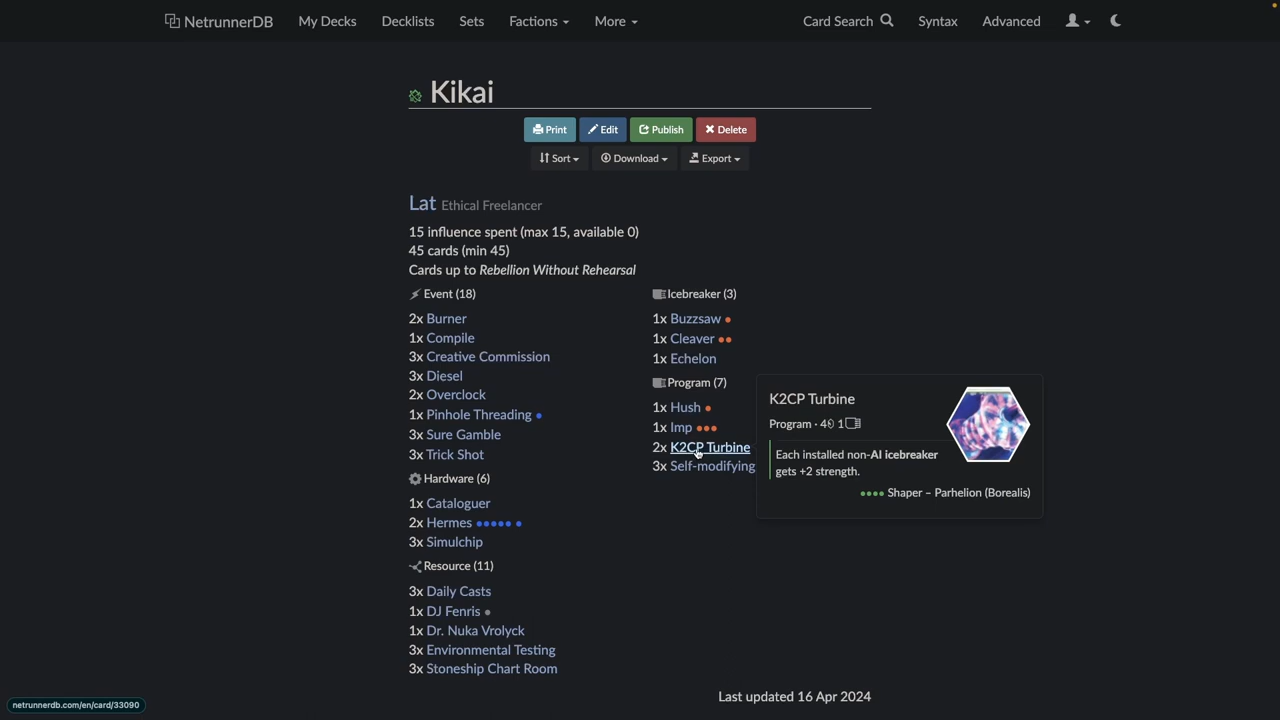 NetrunnerDB My Decks Decklists Sets Factions More Card Search Syntax Advanced
Kikai
Print Edit Publish Delete
Sort Download Export
Lat Ethical Freelancer
15 influence spent (max 15, available 0)
45 cards (min 45)
Cards up to Rebellion Without Rehearsal
Event (18)
2x Burner
1x Compile
3x Creative Commission
3x Diesel
2x Overclock
1x Pinhole Threading
3x Sure Gamble
3x Trick Shot
Hardware (6)
1x Cataloguer
2x Hermes
3x Simulchip
Resource (11)
3x Daily Casts
1x DJ Fenris
1x Dr. Nuka Vrolyck
3x Environmental Testing
3x Stoneship Chart Room
Icebreaker (3)
1x Buzzsaw
1x Cleaver
1x Echelon
Program (7)
1x Hush
1x Imp
2x K2CP Turbine
3x Self-modifying
K2CP Turbine
Program · 4 1
Each installed non-AI icebreaker
gets +2 strength.
Shaper – Parhelion (Borealis)
Last updated 16 Apr 2024
netrunnerdb.com/en/card/33090